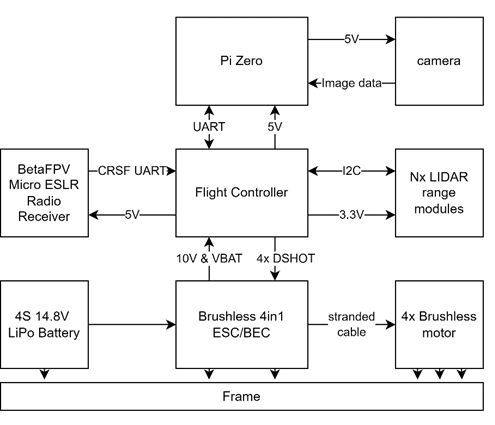 Pi Zero
5V
Image data
camera
UART
5V
BetaFPV
Micro ESLR
Radio
Receiver
CRSF UART
5V
Flight Controller
I2C
3.3V
Nx LIDAR
range
modules
10V & VBAT
4x DSHOT
4S 14.8V
LiPo Battery
Brushless 4in1
ESC/BEC
stranded
cable
4x Brushless
motor
Frame